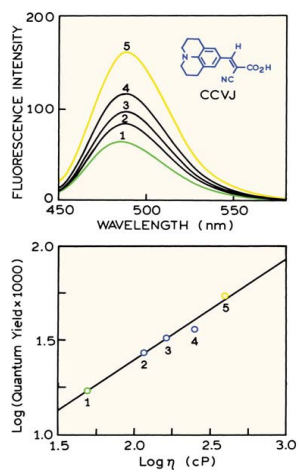 FLUORESCENCE INTENSITY
200
100
0
5
4
3
2
1
H
CO₂H
CN
N
CCVJ
450
500
550
WAVELENGTH (nm)
Log (Quantum Yield × 1000)
2.0
1.5
1.0
1
2
3
4
5
1.5
2.0
2.5
3.0
Log η (cP)